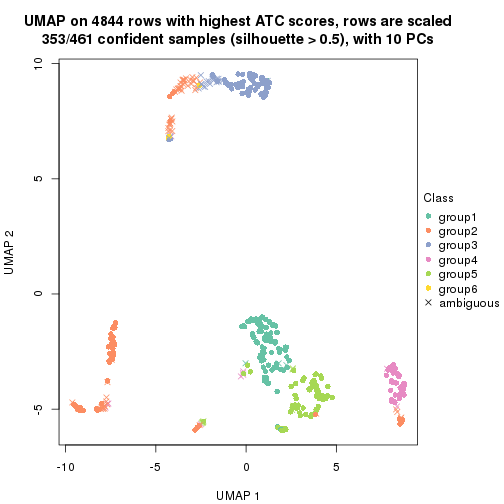 UMAP on 4844 rows with highest ATC scores, rows are scaled
353/461 confident samples (silhouette > 0.5), with 10 PCs
10
5
0
-5
UMAP 2
-10
-5
0
5
UMAP 1
Class
group1
group2
group3
group4
group5
group6
ambiguous